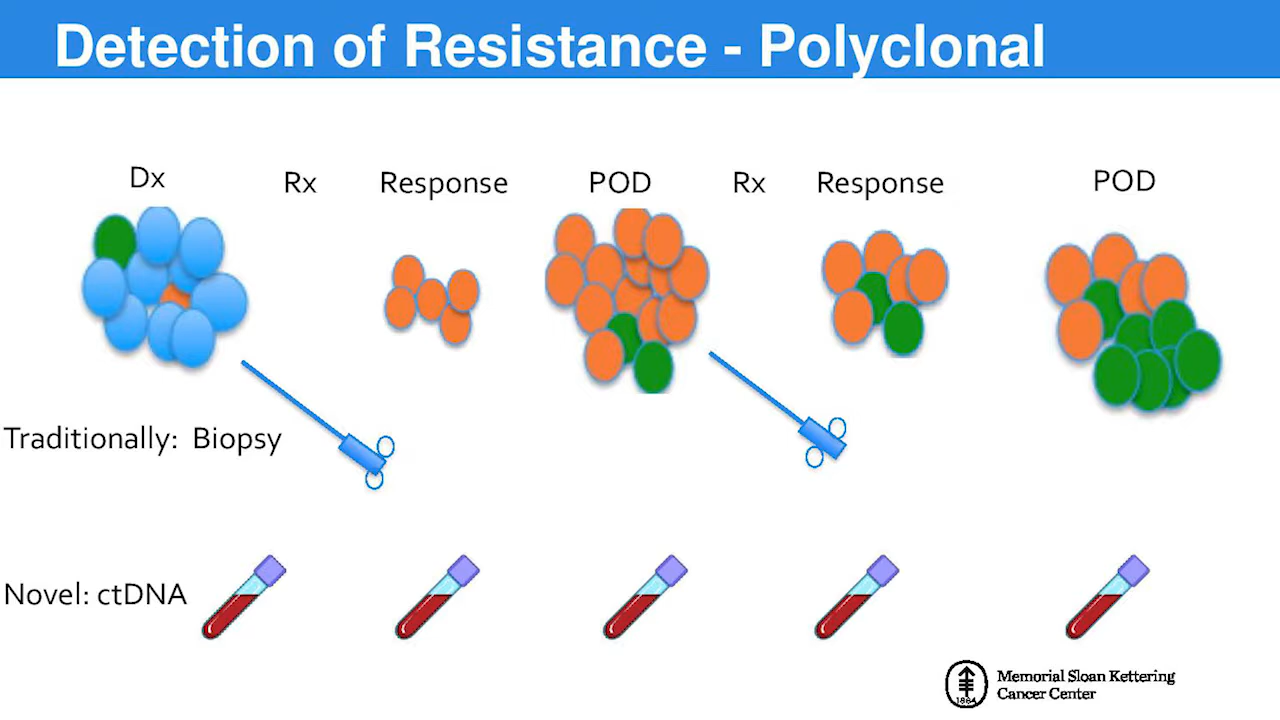 Detection of Resistance - Polyclonal
Dx Rx Response POD Rx Response POD
Traditionally: Biopsy
Novel: ctDNA
1884
Memorial Sloan Kettering
Cancer Center